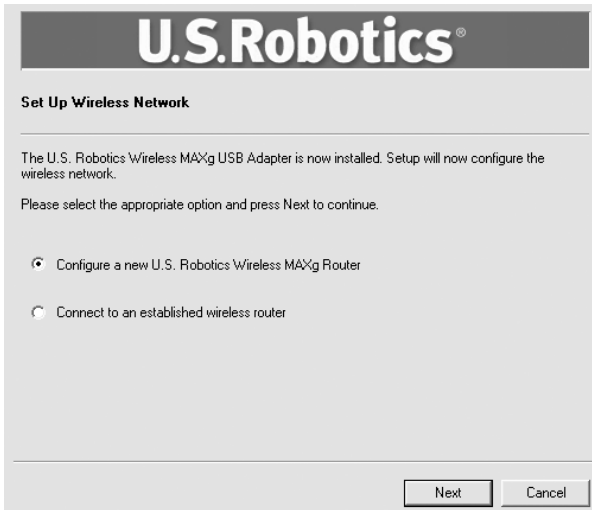 U.S.Robotics®
Set Up Wireless Network
The U.S. Robotics Wireless MAXg USB Adapter is now installed. Setup will now configure the
wireless network.
Please select the appropriate option and press Next to continue.
Configure a new U.S. Robotics Wireless MAXg Router
Connect to an established wireless router
Next Cancel